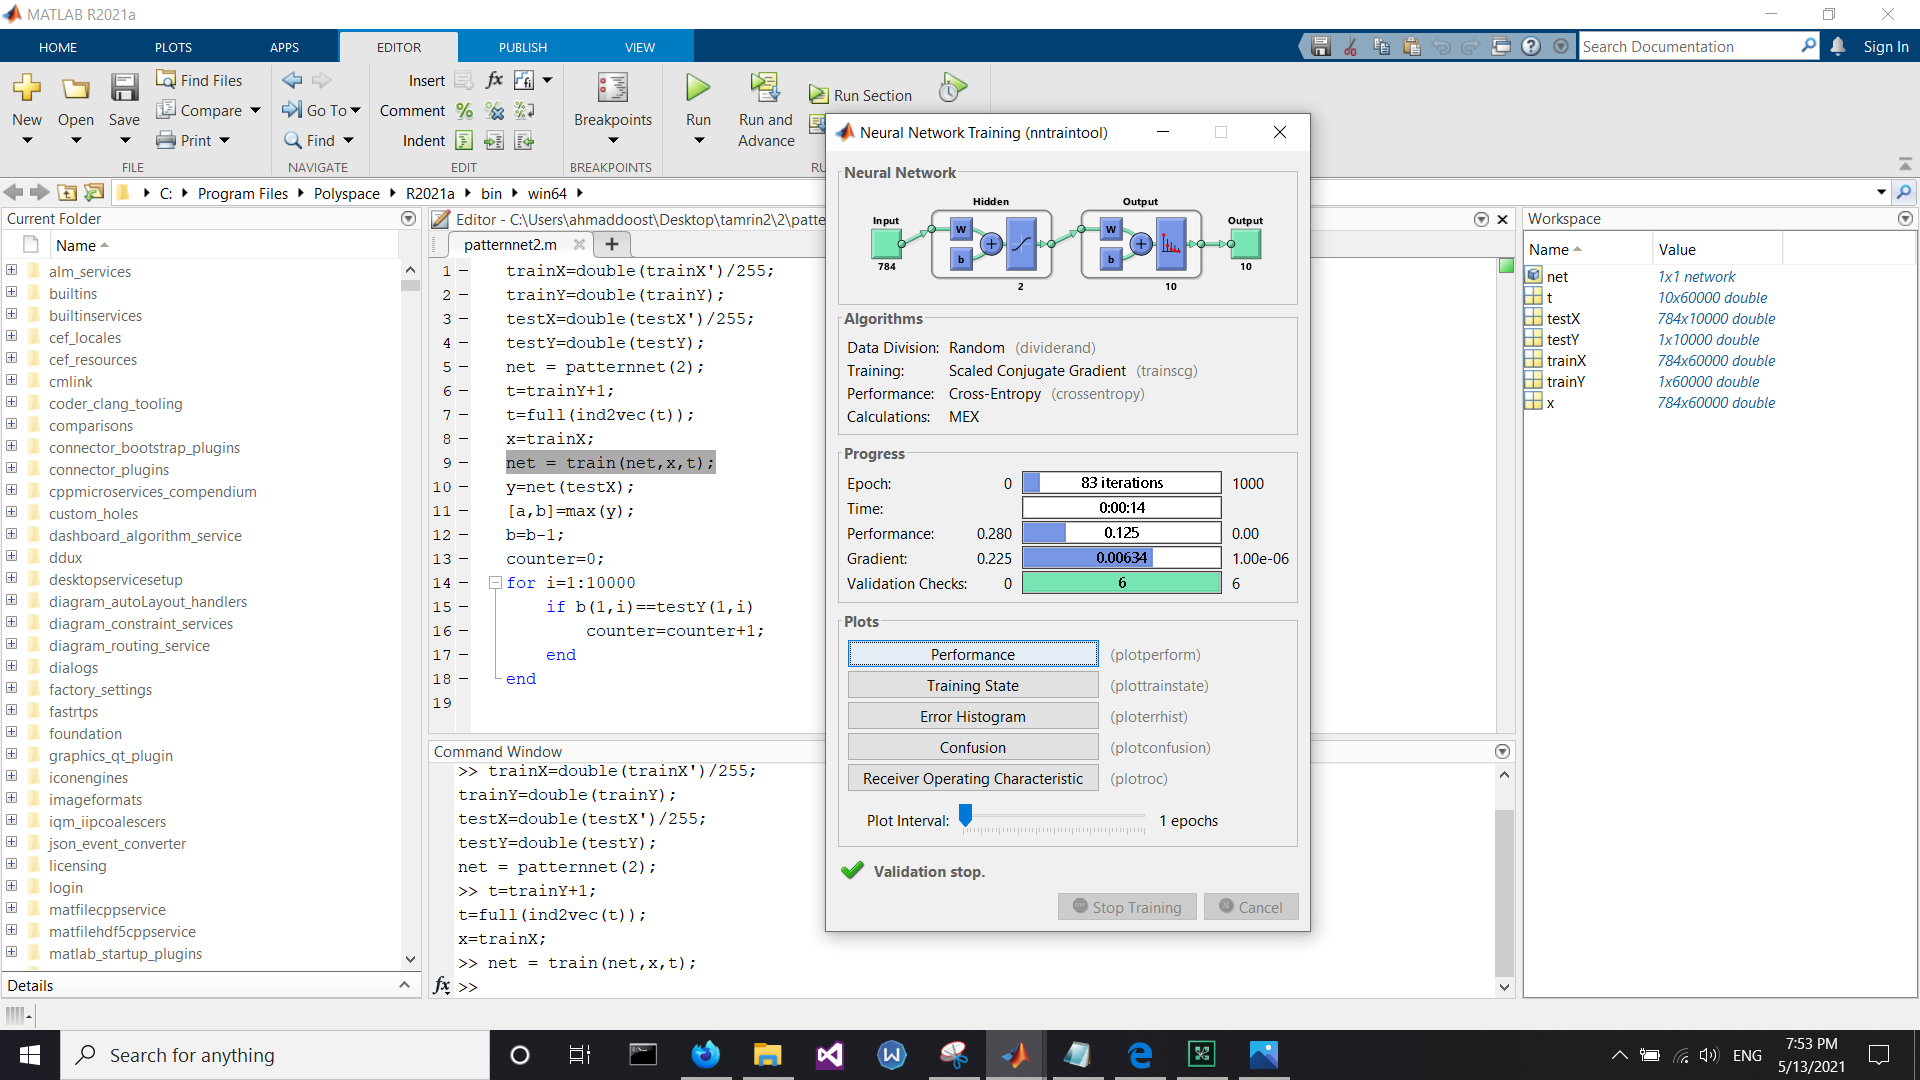 MATLAB R2021a
HOME PLOTS APPS EDITOR PUBLISH VIEW
Search Documentation
Sign In
New Open Save
Find Files
Compare
Print
FILE
Go To
Find
NAVIGATE
Insert
Comment
Indent
EDIT
fx
Breakpoints
BREAKPOINTS
Run
Run and
Advance
Run Section
RU
C: Program Files Polyspace R2021a bin win64
Current Folder
Name
alm_services
builtins
builtinservices
cef_locales
cef_resources
cmlink
coder_clang_tooling
comparisons
connector_bootstrap_plugins
connector_plugins
cppmicroservices_compendium
custom_holes
dashboard_algorithm_service
ddux
desktopservicesetup
diagram_autoLayout_handlers
diagram_constraint_services
diagram_routing_service
dialogs
factory_settings
fastrtps
foundation
graphics_qt_plugin
iconengines
imageformats
iqm_iipcoalescers
json_event_converter
licensing
login
matfilecppservice
matfilehdf5cppservice
matlab_startup_plugins
Details
Editor - C:\Users\ahmaddoost\Desktop\tamrin2\2\patte
patternnet2.m
1 trainX=double(trainX')/255;
2 trainY=double(trainY);
3 testX=double(testX')/255;
4 testY=double(testY);
5 net = patternnet(2);
6 t=trainY+1;
7 t=full(ind2vec(t));
8 x=trainX;
9 net = train(net,x,t);
10 y=net(testX);
11 [a,b]=max(y);
12 b=b-1;
13 counter=0;
14 for i=1:10000
15 if b(1,i)==testY(1,i)
16 counter=counter+1;
17 end
18 end
19
Command Window
>> trainX=double(trainX')/255;
trainY=double(trainY);
testX=double(testX')/255;
testY=double(testY);
net = patternnet(2);
>> t=trainY+1;
t=full(ind2vec(t));
x=trainX;
>> net = train(net,x,t);
fx >>
Neural Network Training (nntraintool)
Neural Network
Hidden Output
Input Output
W W
b b
784 10
2 10
Algorithms
Data Division: Random (dividerand)
Training: Scaled Conjugate Gradient (trainscg)
Performance: Cross-Entropy (crossentropy)
Calculations: MEX
Progress
Epoch: 0 83 iterations 1000
Time: 0:00:14
Performance: 0.280 0.125 0.00
Gradient: 0.225 0.00634 1.00e-06
Validation Checks: 0 6 6
Plots
Performance (plotperform)
Training State (plottrainstate)
Error Histogram (ploterrhist)
Confusion (plotconfusion)
Receiver Operating Characteristic (plotroc)
Plot Interval: 1 epochs
Validation stop.
Stop Training Cancel
Workspace
Name Value
net 1x1 network
t 10x60000 double
testX 784x10000 double
testY 1x10000 double
trainX 784x60000 double
trainY 1x60000 double
x 784x60000 double
Search for anything
ENG
7:53 PM
5/13/2021